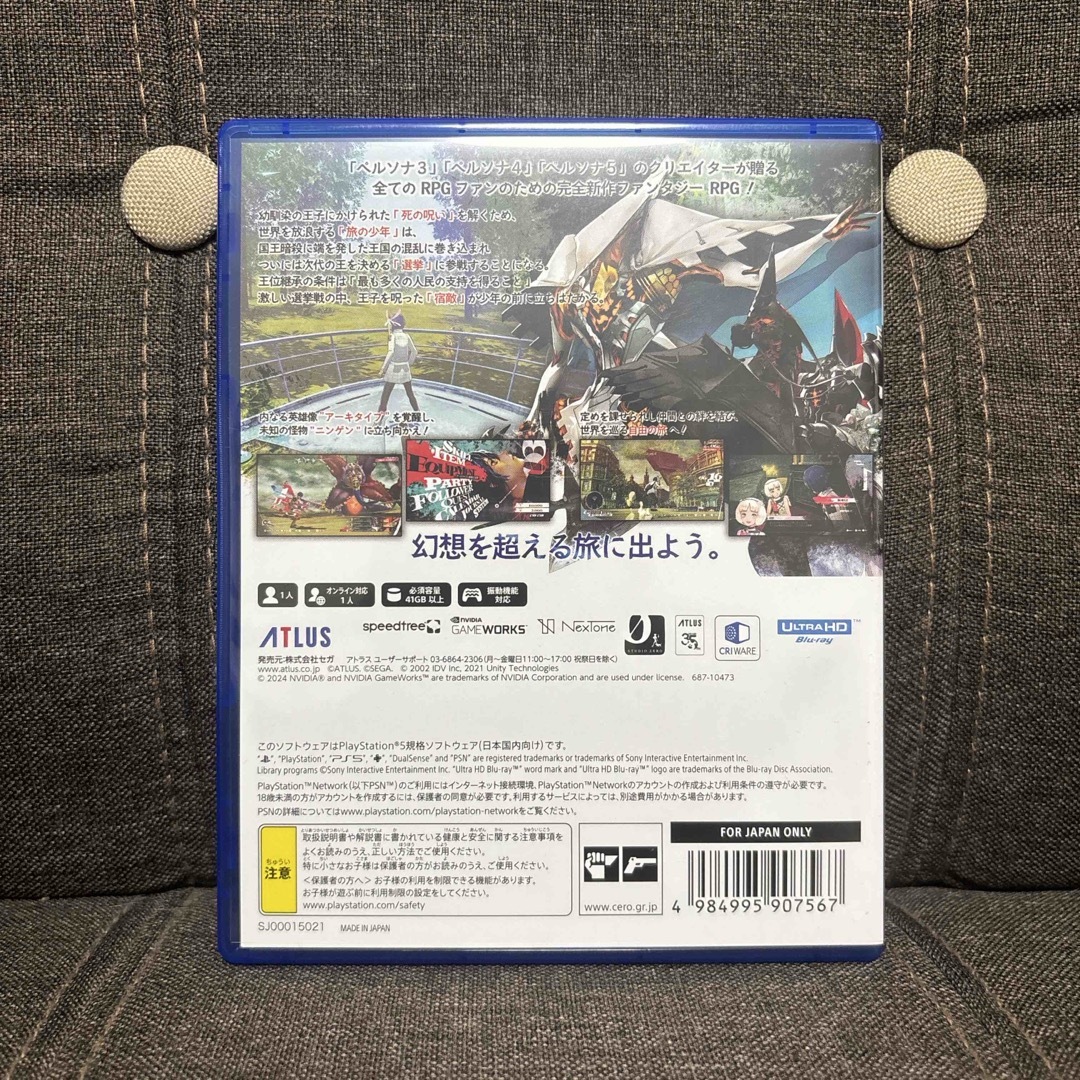 「ペルソナ３」「ペルソナ４」「ペルソナ５」のクリエイターが贈る
全ての RPG ファンのための完全新作ファンタジー RPG！
幼馴染の王子にかけられた「死の呪い」を解くため、
世界を放浪する「旅の少年」は、
国王暗殺に端を発した王国の混乱に巻き込まれ
ついには次代の王を決める「選挙」に参戦することになる。
王位継承の条件は「最も多くの人民の支持を得ること」
激しい選挙戦の中、王子を呪った「宿敵」が少年の前に立ちはだかる。
内なる英雄像"アーキタイプ"を覚醒し、
未知の怪物"ニンゲン"に立ち向かえ！
定めを課せられし仲間との絆を結び、
世界を巡る自由の旅へ！
SKILL
ITEM
EQUIPMENT
PARTY
FOLLOWER
QUEST
CALENDAR
SYSTEM
幻想を超える旅に出よう。
1人
オンライン対応
1人
必須容量
41GB 以上
振動機能
対応
ATLUS
speedtree
NVIDIA
GAMEWORKS
NexTone
STUDIO ZERO
ATLUS
35
CRIWARE
ULTRA HD
Blu-ray™
発売元:株式会社セガ アトラス ユーザーサポート 03-6864-2306(月～金曜日11:00～17:00 祝祭日を除く)
www.atlus.co.jp ©ATLUS. ©SEGA. © 2002 IDV Inc, 2021 Unity Technologies
© 2024 NVIDIA® and NVIDIA GameWorks™ are trademarks of NVIDIA Corporation and are used under license. 687-10473
このソフトウェアはPlayStation®5規格ソフトウェア(日本国内向け)です。
"PlayStation", "PS5", "DualSense" and "PSN" are registered trademarks or trademarks of Sony Interactive Entertainment Inc.
Library programs ©Sony Interactive Entertainment Inc. "Ultra HD Blu-ray™" word mark and "Ultra HD Blu-ray™" logo are trademarks of the Blu-ray Disc Association.
PlayStation™Network(以下PSN™)のご利用にはインターネット接続環境、PlayStation™Networkのアカウントの作成および利用条件の遵守が必要です。
18歳未満の方がアカウントを作成するには、保護者の同意が必要です。利用するサービスによっては、別途費用がかかる場合があります。
PSNの詳細についてはwww.playstation.com/playstation-networkをご覧ください。
ちゅうい
注意
取扱説明書や解説書に書かれている健康と安全に関する注意事項を
よくお読みのうえ、正しい方法でご使用ください。
特に小さなお子様は保護者の方がお読みのうえ、ご使用ください。
<保護者の方へ> お子様の利用を制限できる機能があります。
お子様が遊ぶ前に利用制限の設定をしてください。
www.playstation.com/safety
www.cero.gr.jp
FOR JAPAN ONLY
4 984995 907567
SJ00015021 MADE IN JAPAN